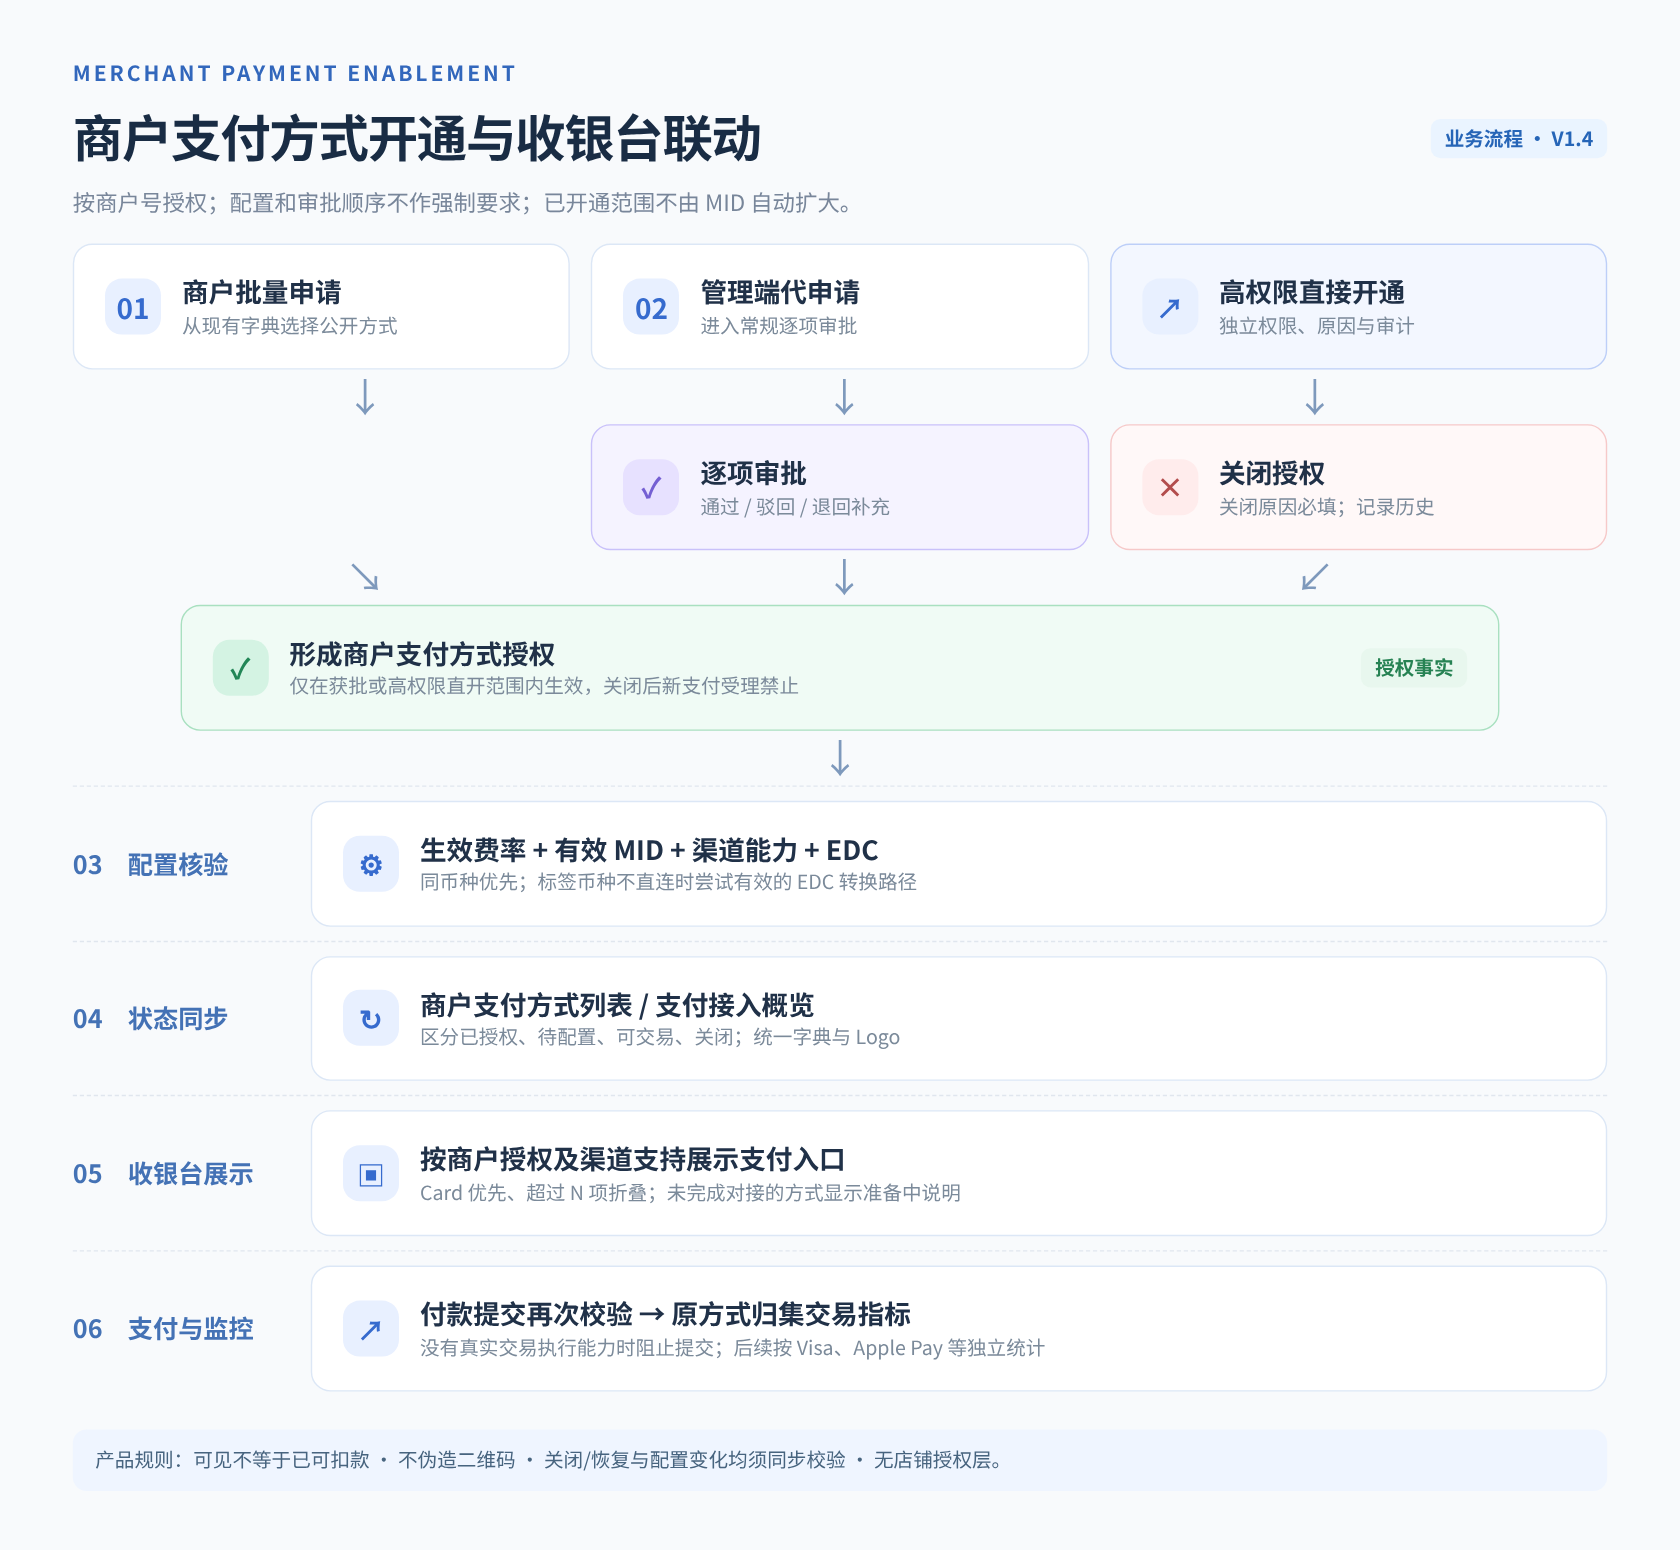 MERCHANT PAYMENT ENABLEMENT
商户支付方式开通与收银台联动
业务流程 · V1.4
按商户号授权；配置和审批顺序不作强制要求；已开通范围不由 MID 自动扩大。
01
商户批量申请
从现有字典选择公开方式
02
管理端代申请
进入常规逐项审批
↗
高权限直接开通
独立权限、原因与审计
↓
↓
↓
✓
逐项审批
通过 / 驳回 / 退回补充
✕
关闭授权
关闭原因必填；记录历史
↘
↓
↙
✓
形成商户支付方式授权
仅在获批或高权限直开范围内生效，关闭后新支付受理禁止
授权事实
↓
03 配置核验
⚙
生效费率 + 有效 MID + 渠道能力 + EDC
同币种优先；标签币种不直连时尝试有效的 EDC 转换路径
04 状态同步
↻
商户支付方式列表 / 支付接入概览
区分已授权、待配置、可交易、关闭；统一字典与 Logo
05 收银台展示
▣
按商户授权及渠道支持展示支付入口
Card 优先、超过 N 项折叠；未完成对接的方式显示准备中说明
06 支付与监控
↗
付款提交再次校验 → 原方式归集交易指标
没有真实交易执行能力时阻止提交；后续按 Visa、Apple Pay 等独立统计
产品规则：可见不等于已可扣款 · 不伪造二维码 · 关闭/恢复与配置变化均须同步校验 · 无店铺授权层。